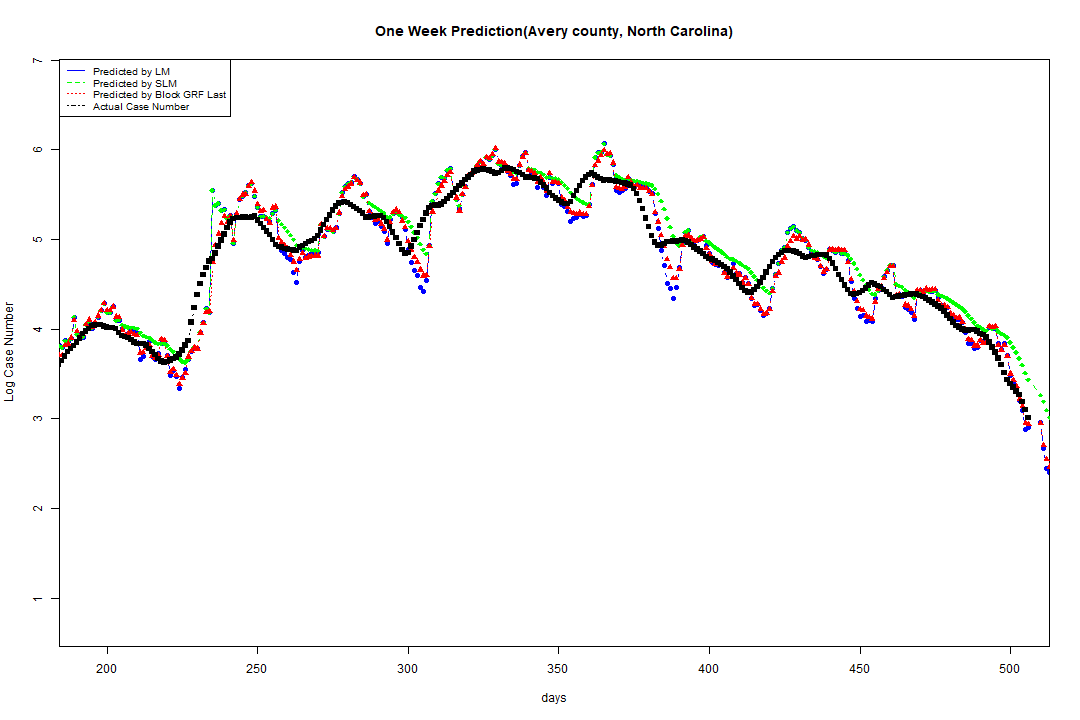 One Week Prediction(Avery county, North Carolina)
7
Predicted by LM
Predicted by SLM
Predicted by Block GRF Last
Actual Case Number
6
5
4
3
2
1
Log Case Number
200 250 300 350 400 450 500
days